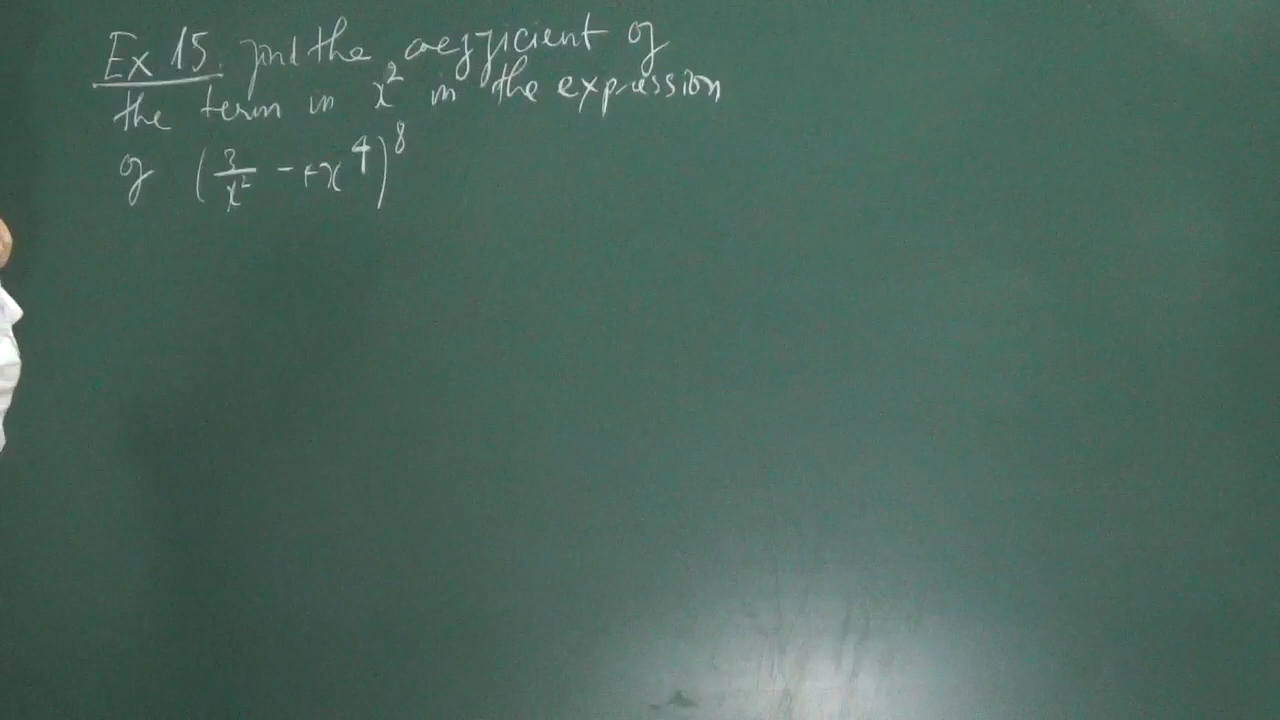 Ex 15. find the coefficient of
the term in x² in the expression
of (3/x² - + x⁴)⁸